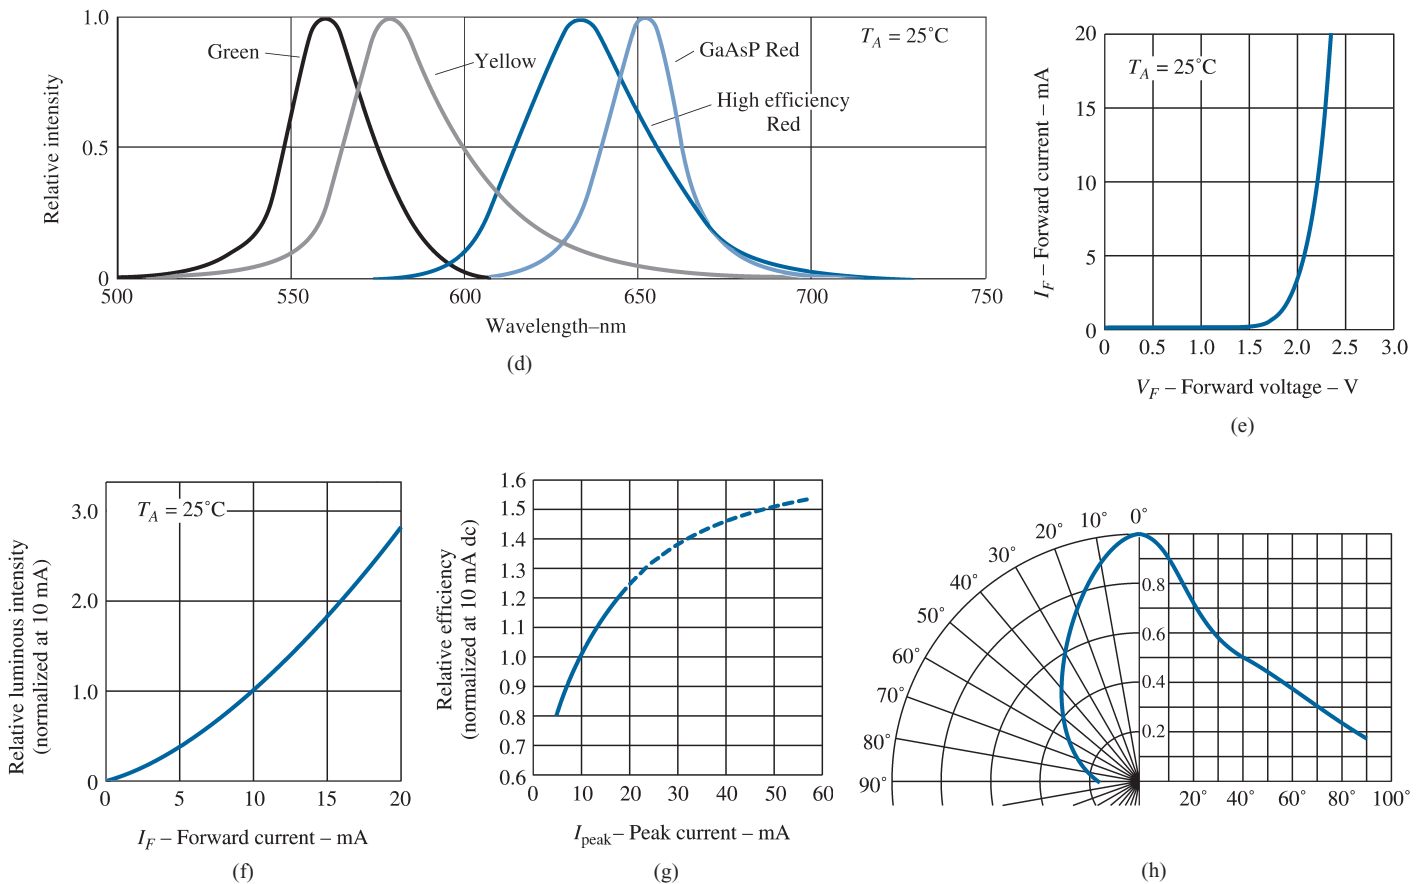 1.0
Green
Yellow
GaAsP Red
High efficiency
Red
T_A = 25°C
Relative intensity
0.5
0
500 550 600 650 700 750
Wavelength–nm
(d)
20
T_A = 25°C
15
10
5
0
I_F – Forward current – mA
0 0.5 1.0 1.5 2.0 2.5 3.0
V_F – Forward voltage – V
(e)
3.0
T_A = 25°C
2.0
1.0
0
Relative luminous intensity
(normalized at 10 mA)
0 5 10 15 20
I_F – Forward current – mA
(f)
1.6
1.5
1.4
1.3
1.2
1.1
1.0
0.9
0.8
0.7
0.6
Relative efficiency
(normalized at 10 mA dc)
0 10 20 30 40 50 60
I_peak – Peak current – mA
(g)
0°
10°
20°
30°
40°
50°
60°
70°
80°
90°
0.8
0.6
0.4
0.2
20° 40° 60° 80° 100°
(h)